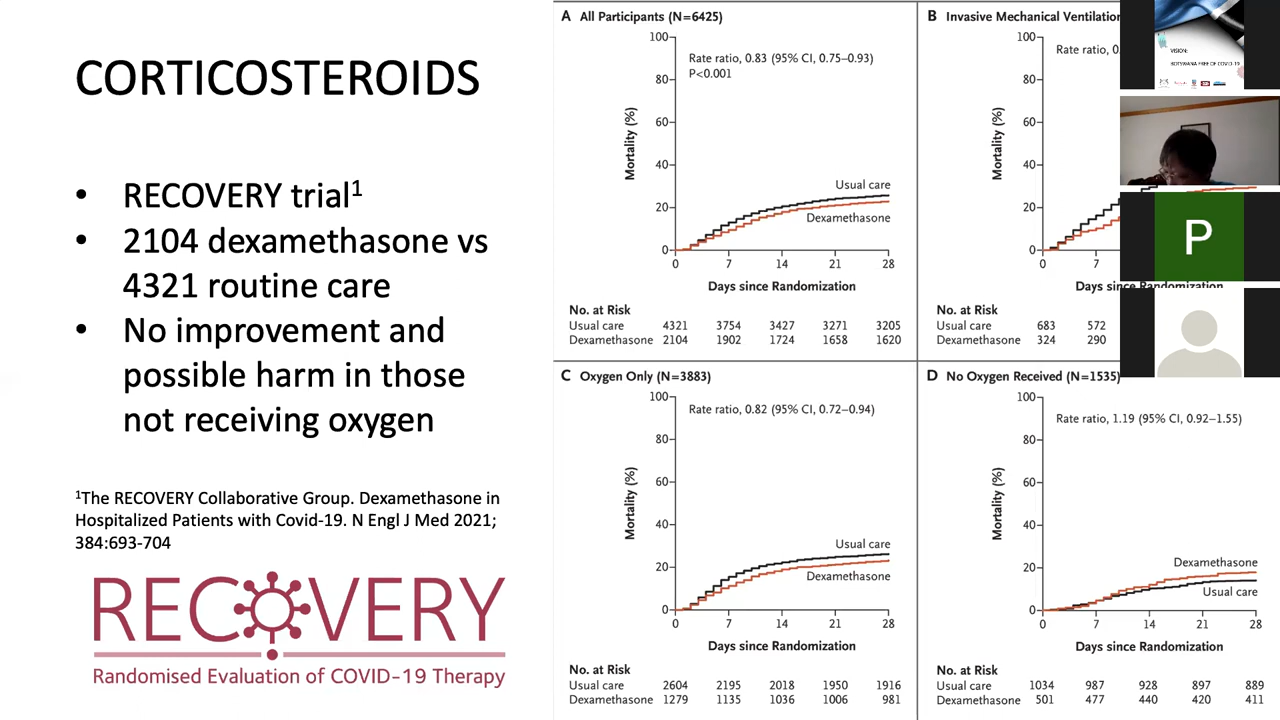 CORTICOSTEROIDS
• RECOVERY trial1
• 2104 dexamethasone vs
4321 routine care
• No improvement and
possible harm in those
not receiving oxygen
1The RECOVERY Collaborative Group. Dexamethasone in
Hospitalized Patients with Covid-19. N Engl J Med 2021;
384:693-704
RECOVERY
Randomised Evaluation of COVID-19 Therapy
A All Participants (N=6425)
Rate ratio, 0.83 (95% CI, 0.75–0.93)
P<0.001
Mortality (%)
100
80
60
40
20
0
Usual care
Dexamethasone
0 7 14 21 28
Days since Randomization
No. at Risk
Usual care 4321 3754 3427 3271 3205
Dexamethasone 2104 1902 1724 1658 1620
B Invasive Mechanical Ventilation
Rate ratio, 0.
Mortality (%)
100
80
60
40
20
0
0 7
Days since Randomization
No. at Risk
Usual care 683 572
Dexamethasone 324 290
C Oxygen Only (N=3883)
Rate ratio, 0.82 (95% CI, 0.72–0.94)
Mortality (%)
100
80
60
40
20
0
Usual care
Dexamethasone
0 7 14 21 28
Days since Randomization
No. at Risk
Usual care 2604 2195 2018 1950 1916
Dexamethasone 1279 1135 1036 1006 981
D No Oxygen Received (N=1535)
Rate ratio, 1.19 (95% CI, 0.92–1.55)
Mortality (%)
100
80
60
40
20
0
Dexamethasone
Usual care
0 7 14 21 28
Days since Randomization
No. at Risk
Usual care 1034 987 928 897 889
Dexamethasone 501 477 440 420 411
VISION:
BOTSWANA FREE OF COVID-19
P